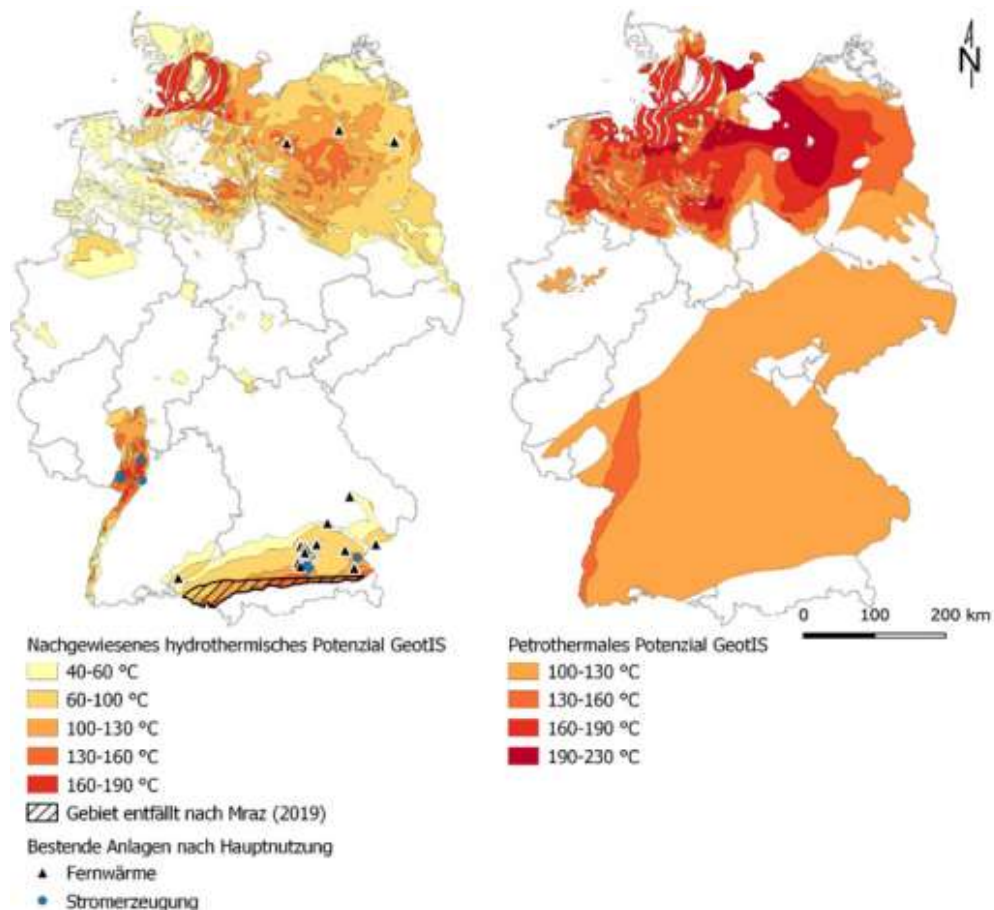 N
0 100 200 km
Nachgewiesenes hydrothermisches Potenzial GeotIS
40-60 °C
60-100 °C
100-130 °C
130-160 °C
160-190 °C
Gebiet entfällt nach Mraz (2019)
Bestende Anlagen nach Hauptnutzung
Fernwärme
Stromerzeugung
Petrothermales Potenzial GeotIS
100-130 °C
130-160 °C
160-190 °C
190-230 °C